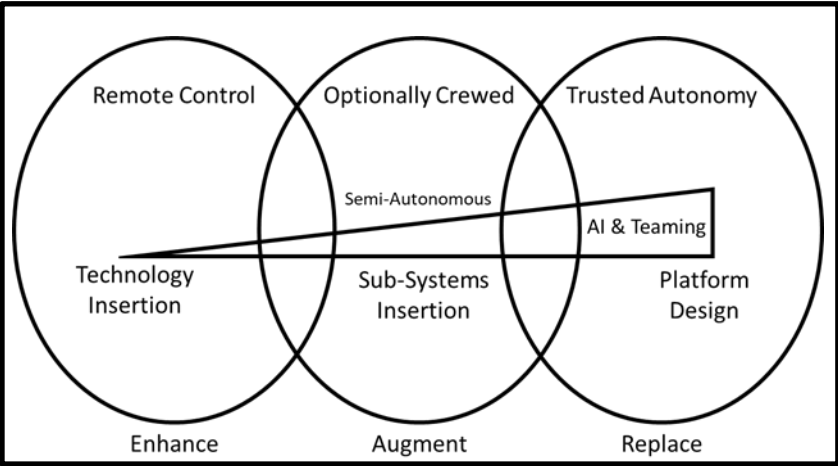 Remote Control
Optionally Crewed
Trusted Autonomy
Semi-Autonomous
AI & Teaming
Technology
Insertion
Sub-Systems
Insertion
Platform
Design
Enhance
Augment
Replace